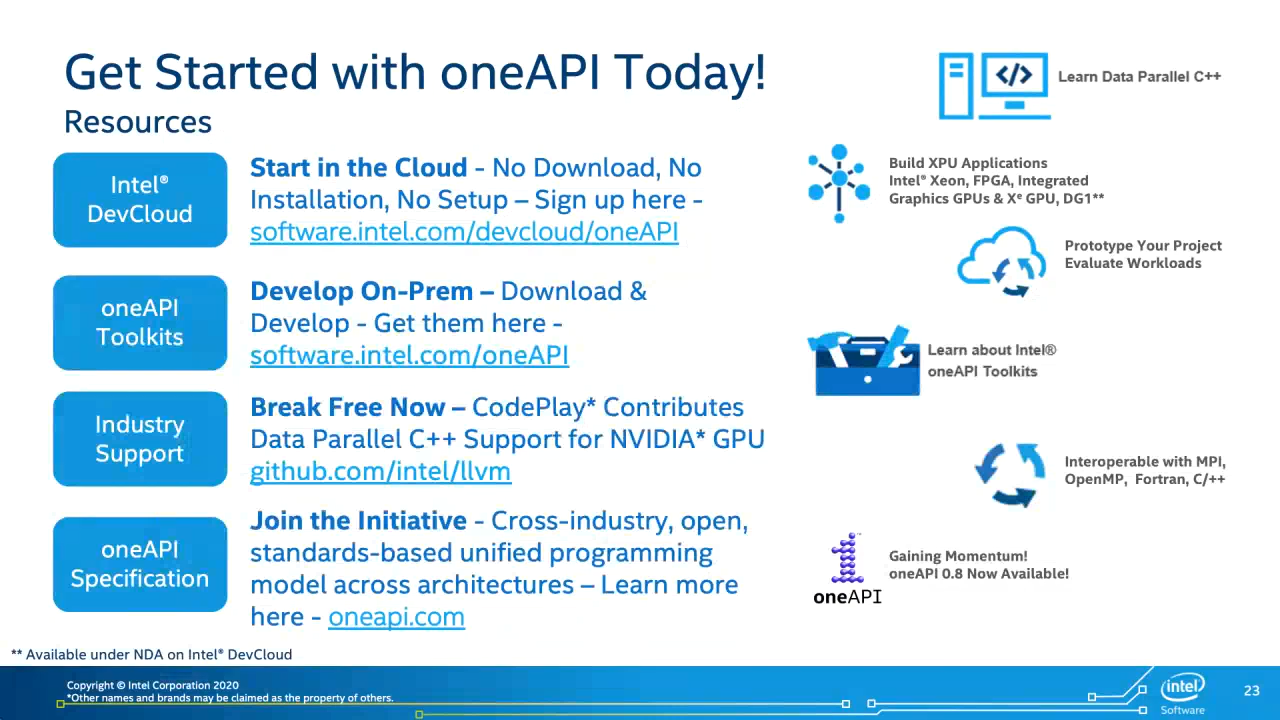 Get Started with oneAPI Today!
Resources
Intel®
DevCloud
Start in the Cloud - No Download, No
Installation, No Setup – Sign up here -
software.intel.com/devcloud/oneAPI
oneAPI
Toolkits
Develop On-Prem – Download &
Develop - Get them here -
software.intel.com/oneAPI
Industry
Support
Break Free Now – CodePlay* Contributes
Data Parallel C++ Support for NVIDIA* GPU
github.com/intel/llvm
oneAPI
Specification
Join the Initiative - Cross-industry, open,
standards-based unified programming
model across architectures – Learn more
here - oneapi.com
</> Learn Data Parallel C++
Build XPU Applications
Intel® Xeon, FPGA, Integrated
Graphics GPUs & Xᵉ GPU, DG1**
Prototype Your Project
Evaluate Workloads
Learn about Intel®
oneAPI Toolkits
Interoperable with MPI,
OpenMP, Fortran, C/++
oneAPI
Gaining Momentum!
oneAPI 0.8 Now Available!
** Available under NDA on Intel® DevCloud
Copyright © Intel Corporation 2020
*Other names and brands may be claimed as the property of others.
intel
Software
23